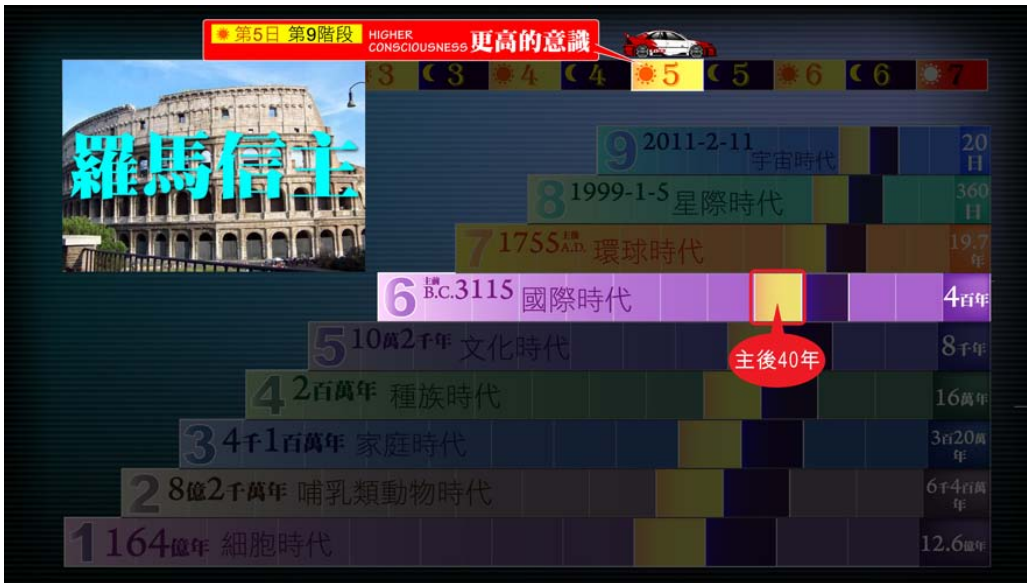 第5日 第9階段 HIGHER CONSCIOUSNESS 更高的意識
3 3 4 4 5 5 6 6 7
羅馬信主
9 2011-2-11 宇宙時代 20日
8 1999-1-5 星際時代 360日
7 1755 主後 A.D. 環球時代 19.7年
6 主前 B.C.3115 國際時代 4百年
主後40年
5 10萬2千年 文化時代 8千年
4 2百萬年 種族時代 16萬年
3 4千1百萬年 家庭時代 3百20萬年
2 8億2千萬年 哺乳類動物時代 6千4百萬年
1 164億年 細胞時代 12.6億年